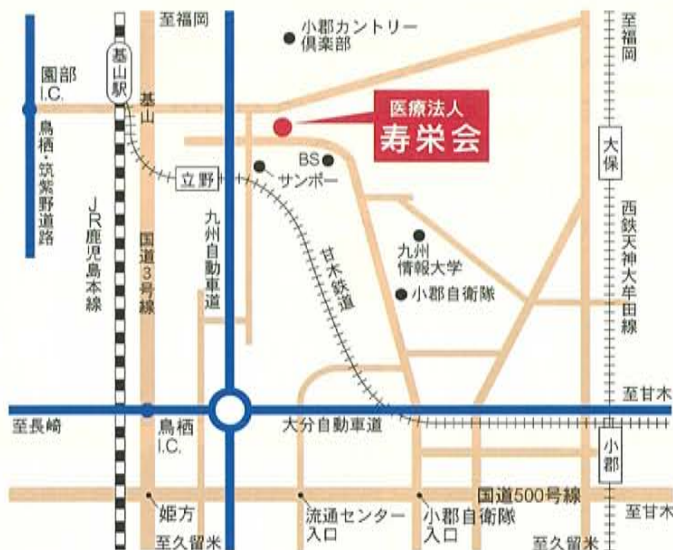 至福岡
小郡カントリー
倶楽部
至福岡
基山駅
園部
I.C.
基山
医療法人
寿栄会
大保
BS
サンポー
立野
鳥栖・筑紫野道路
JR鹿児島本線
国道3号線
九州自動車道
甘木鉄道
九州
情報大学
小郡自衛隊
西鉄天神大牟田線
至甘木
至長崎
鳥栖
I.C.
大分自動車道
小郡
国道500号線
姫方
流通センター
入口
小郡自衛隊
入口
至甘木
至久留米
至久留米